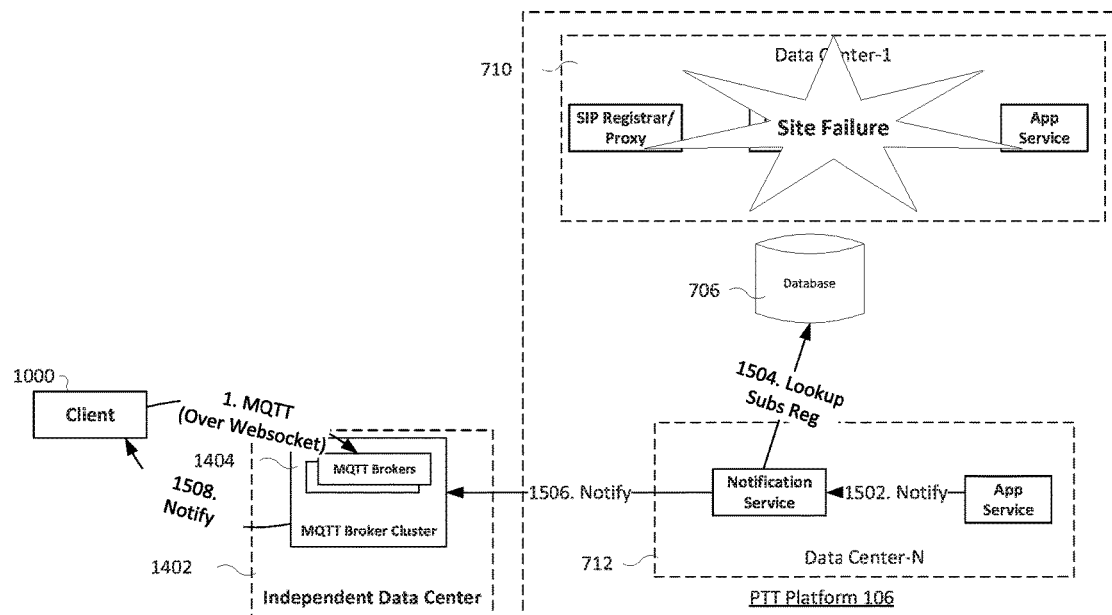 710
Data Center-1
SIP Registrar/
Proxy
Site Failure
App
Service
706
Database
1000
Client
1. MQTT
(Over Websocket)
1504. Lookup
Subs Reg
1404
MQTT Brokers
1508.
Notify
MQTT Broker Cluster
1506. Notify
Notification
Service
1502. Notify
App
Service
1402
Independent Data Center
712
Data Center-N
PTT Platform 106